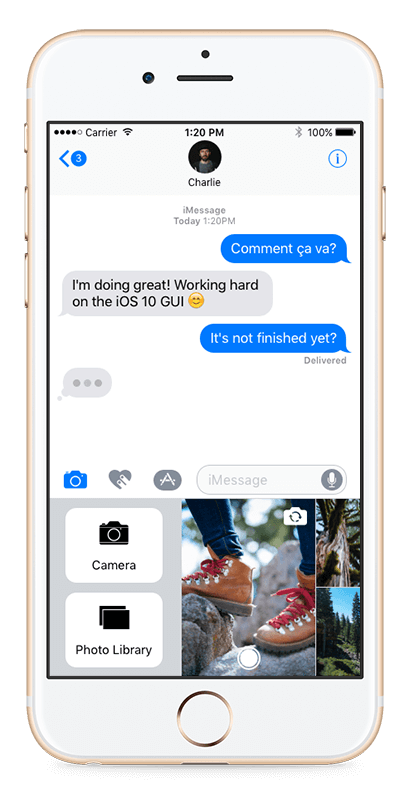 Carrier 1:20 PM 100%
3 i
Charlie
iMessage
Today 1:20PM
Comment ça va?
I'm doing great! Working hard
on the iOS 10 GUI 😊
It's not finished yet?
Delivered
iMessage
Camera
Photo Library